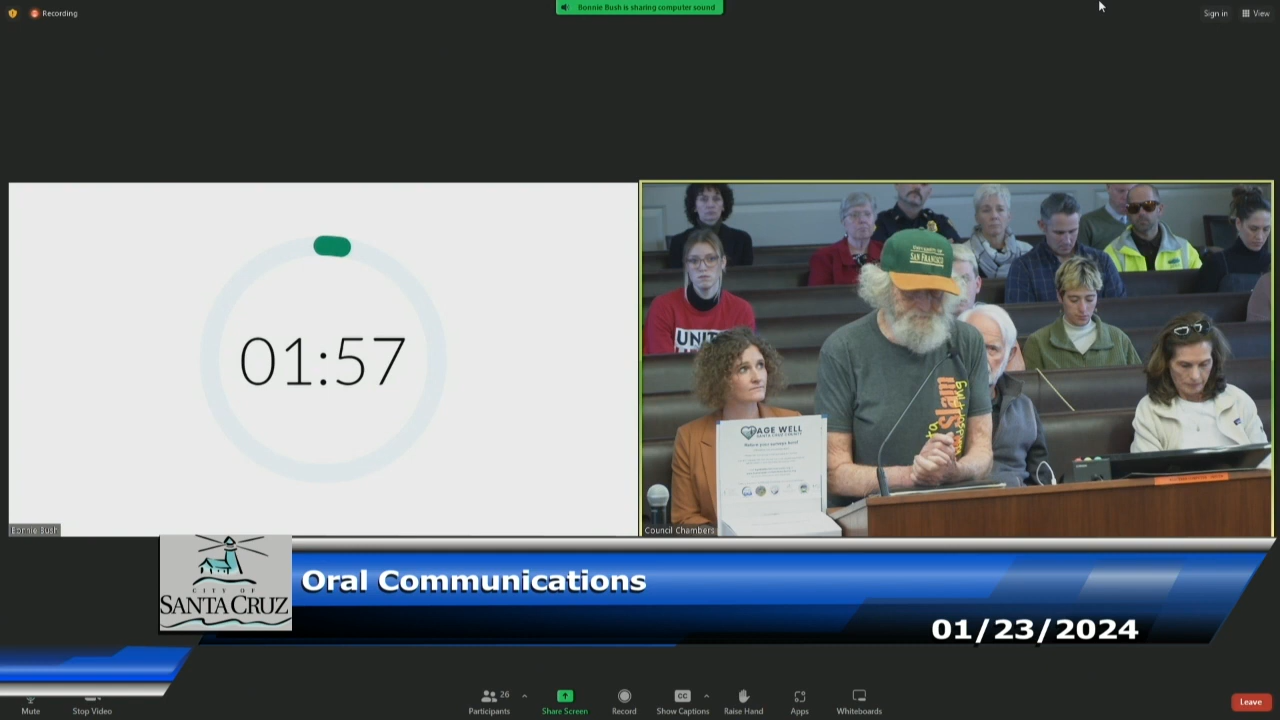 Recording
Bonnie Bush is sharing computer sound
Sign in
View
01:57
UNIVERSITY OF
SAN FRANCISCO
UNIT
slam
AGE WELL
SANTA CRUZ COUNTY
Bonnie Bush
Council Chambers
CITY OF
SANTA CRUZ
Oral Communications
01/23/2024
Mute
Stop Video
Participants
26
Share Screen
Record
CC
Show Captions
Raise Hand
Apps
Whiteboards
Leave